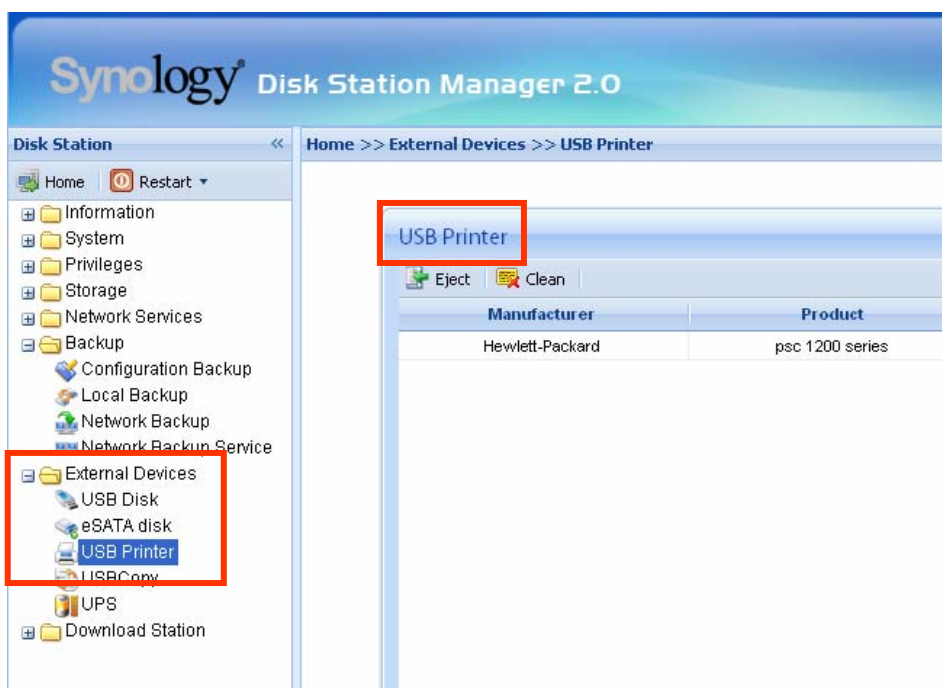 Synology Disk Station Manager 2.0
Disk Station «
Home >> External Devices >> USB Printer
Home Restart
Information
System
Privileges
Storage
Network Services
Backup
Configuration Backup
Local Backup
Network Backup
Network Backup Service
External Devices
USB Disk
eSATA disk
USB Printer
USBCopy
UPS
Download Station
USB Printer
Eject Clean
Manufacturer Product
Hewlett-Packard psc 1200 series